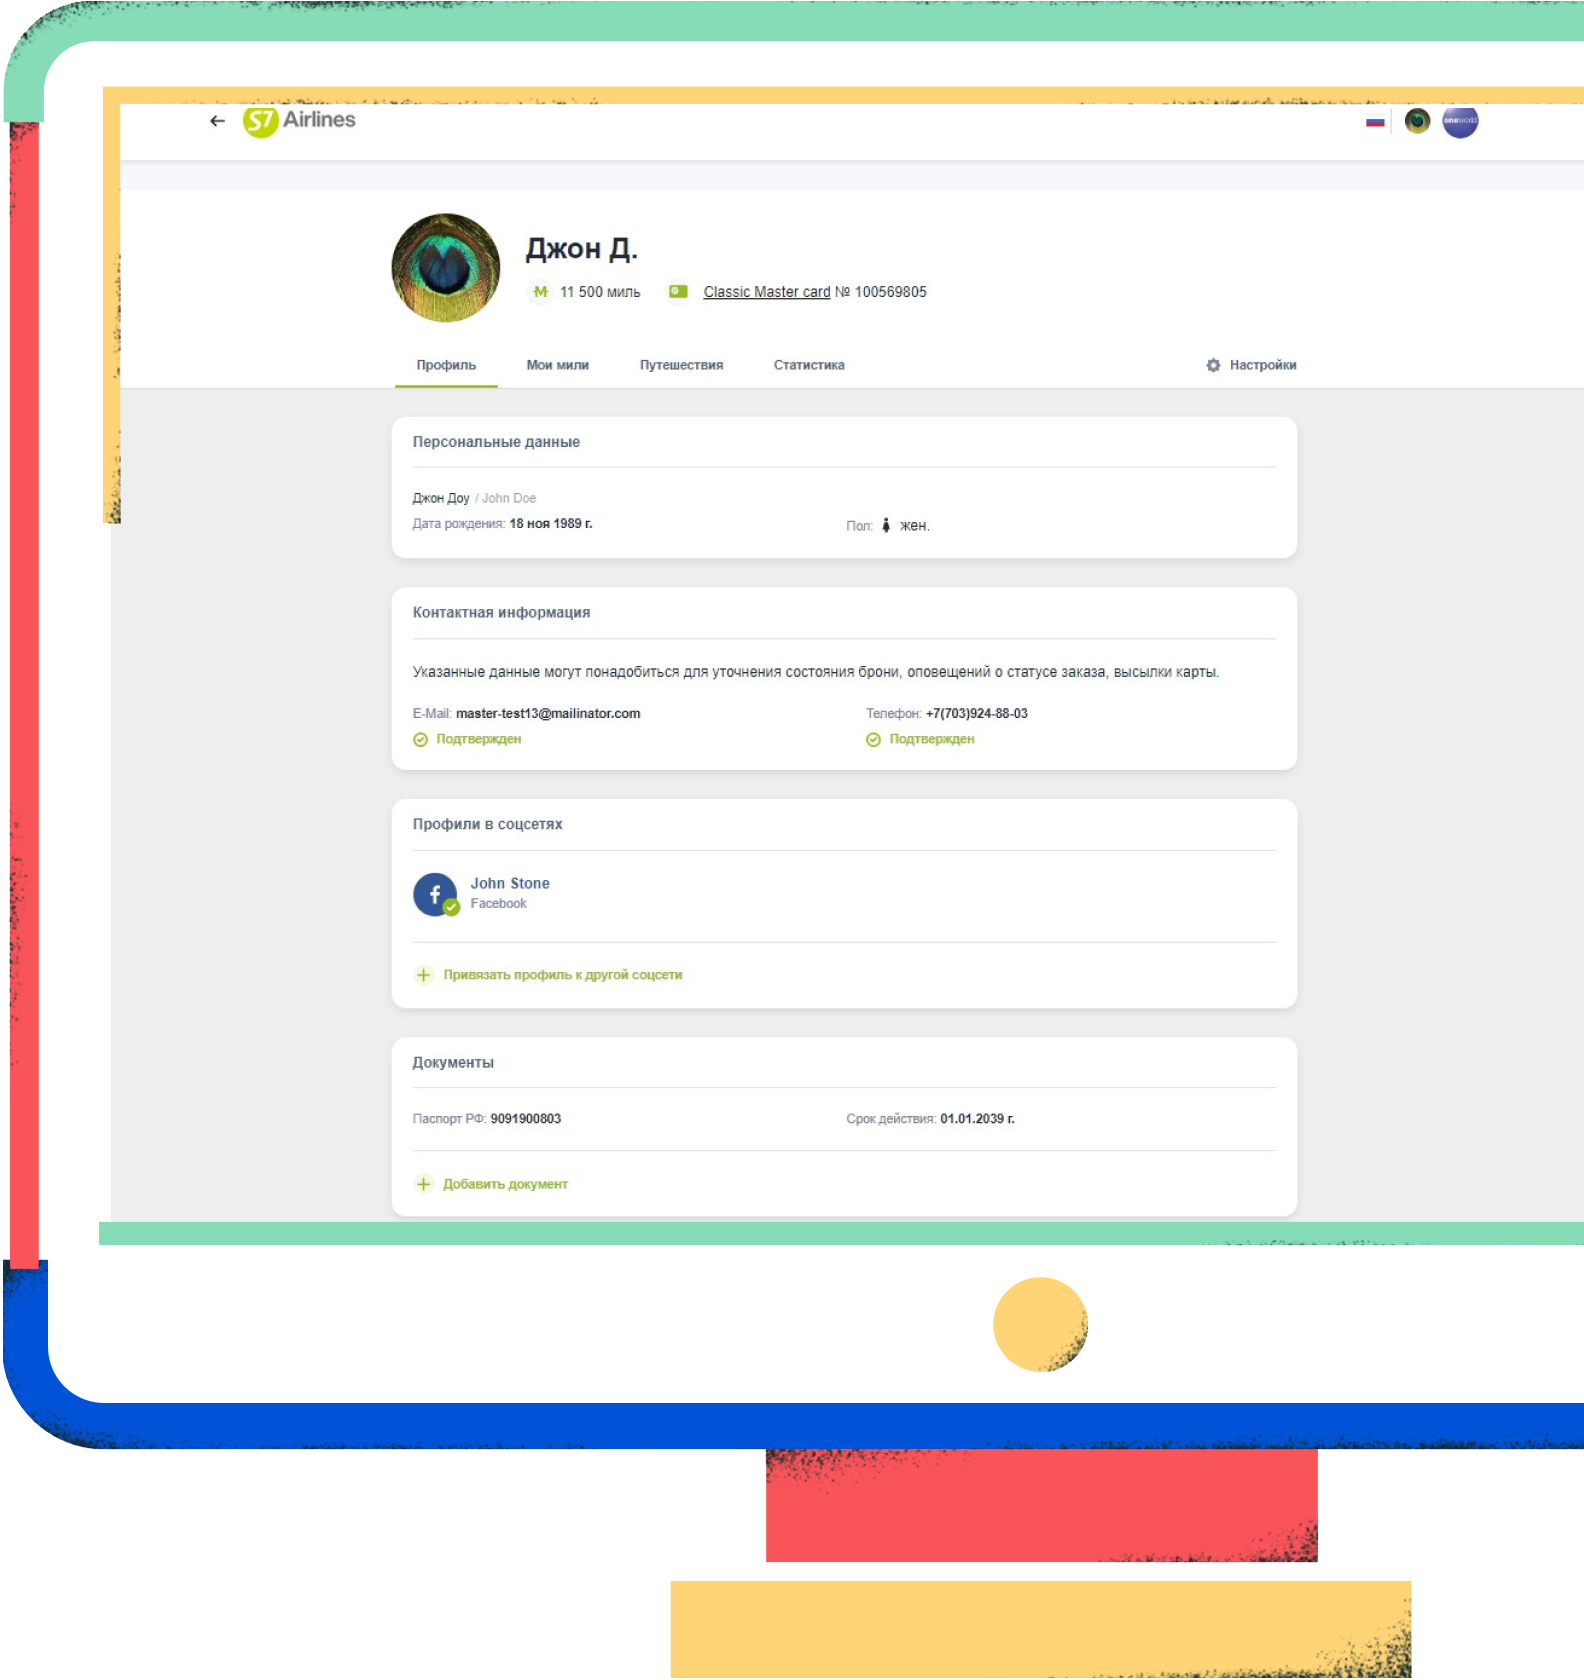 S7 Airlines
oneworld
Джон Д.
М 11 500 миль Classic Master card № 100569805
Профиль Мои мили Путешествия Статистика Настройки
Персональные данные
Джон Доу / John Doe
Дата рождения: 18 ноя 1989 г. Пол: жен.
Контактная информация
Указанные данные могут понадобиться для уточнения состояния брони, оповещений о статусе заказа, высылки карты.
E-Mail: master-test13@mailinator.com Телефон: +7(703)924-88-03
Подтвержден Подтвержден
Профили в соцсетях
John Stone
Facebook
Привязать профиль к другой соцсети
Документы
Паспорт РФ: 9091900803 Срок действия: 01.01.2039 г.
Добавить документ